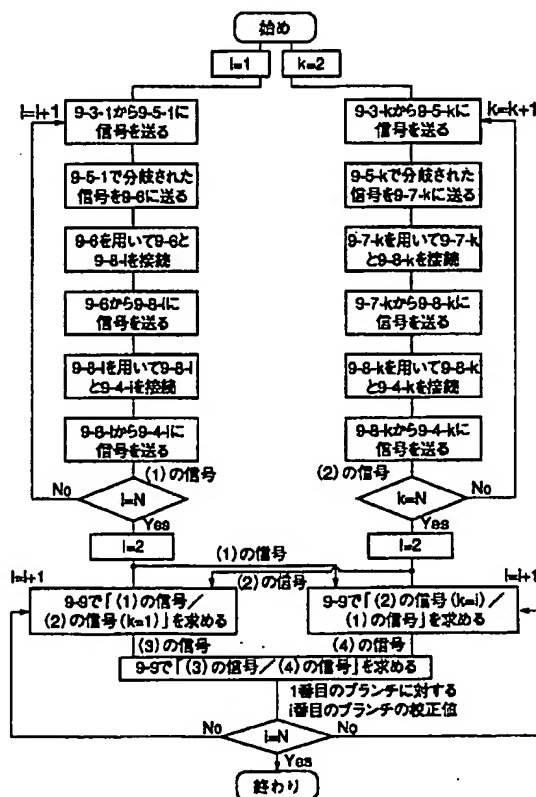 始め
i=1
k=2
i=i+1
9-3-1から9-5-1に
信号を送る
9-5-1で分岐された
信号を9-6に送る
9-6を用いて9-6と
9-8-iを接続
9-6から9-8-iに
信号を送る
9-8-iを用いて9-8-i
と9-4-iを接続
9-8-iから9-4-iに
信号を送る
(1)の信号
No
i=N
Yes
i=2
k=k+1
9-3-kから9-5-kに
信号を送る
9-5-kで分岐された
信号を9-7-kに送る
9-7-kを用いて9-7-k
と9-8-kを接続
9-7-kから9-8-kに
信号を送る
9-8-kを用いて9-8-k
と9-4-kを接続
9-8-kから9-4-kに
信号を送る
(2)の信号
k=N
No
Yes
i=2
(1)の信号
(2)の信号
i=i+1
i=i+1
9-9で「(1)の信号/
(2)の信号(k=1)」を求める
9-9で「(2)の信号(k=i)/
(1)の信号」を求める
(3)の信号
(4)の信号
9-9で「(3)の信号/(4)の信号」を求める
1番目のブランチに対する
i番目のブランチの校正値
No
i=N
No
Yes
終わり